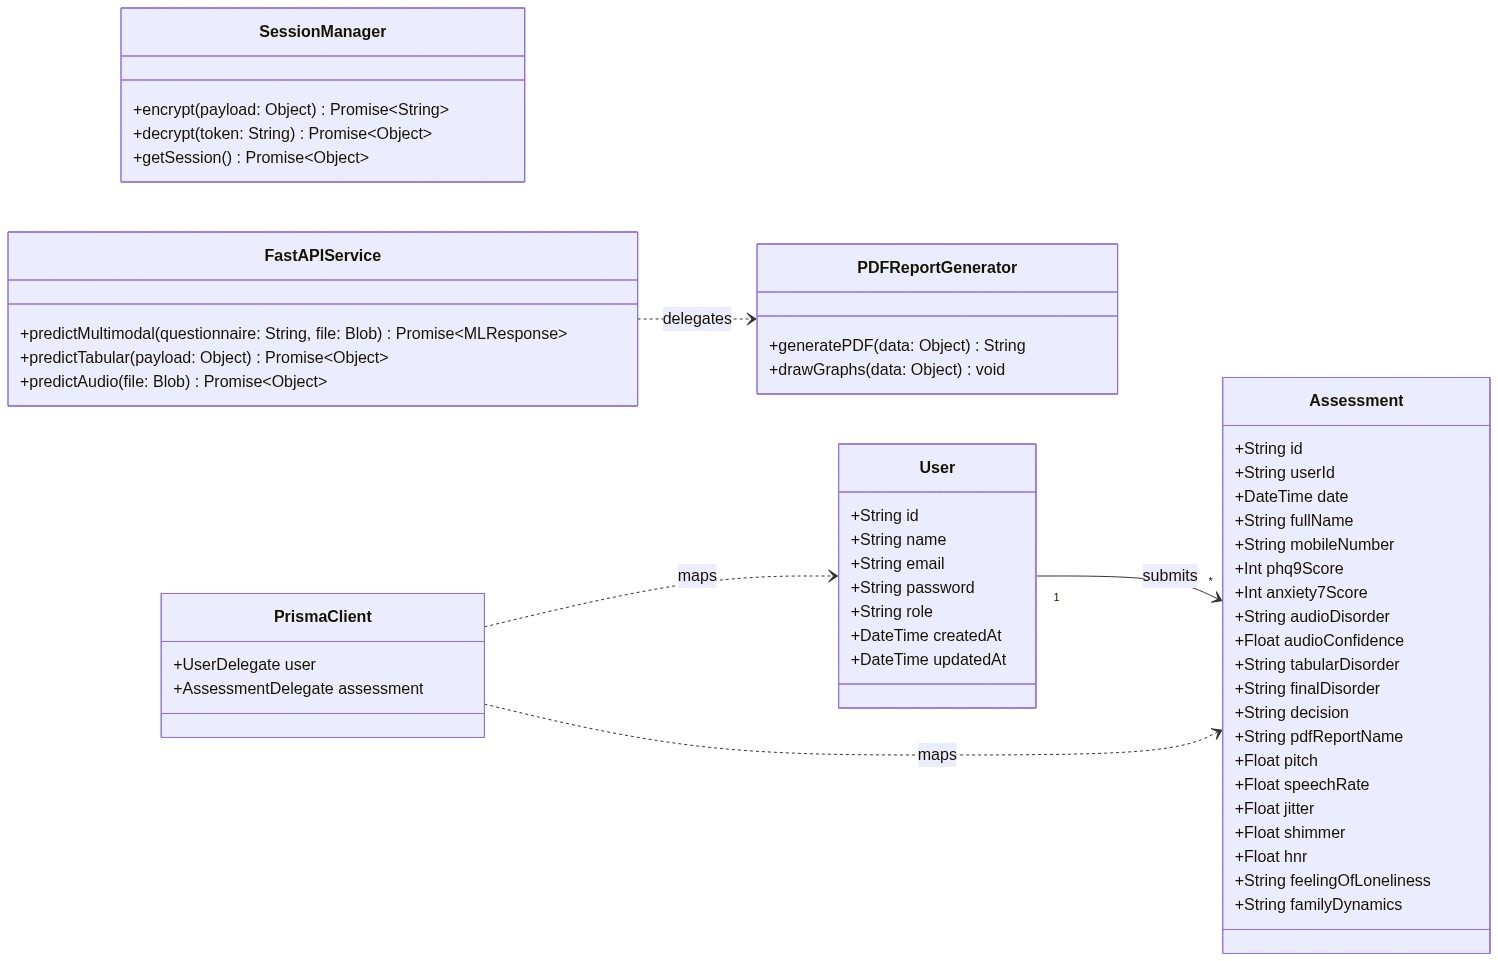 SessionManager
+encrypt(payload: Object) : Promise<String>
+decrypt(token: String) : Promise<Object>
+getSession() : Promise<Object>
FastAPIService
+predictMultimodal(questionnaire: String, file: Blob) : Promise<MLResponse>
+predictTabular(payload: Object) : Promise<Object>
+predictAudio(file: Blob) : Promise<Object>
delegates
PDFReportGenerator
+generatePDF(data: Object) : String
+drawGraphs(data: Object) : void
PrismaClient
+UserDelegate user
+AssessmentDelegate assessment
maps
maps
User
+String id
+String name
+String email
+String password
+String role
+DateTime createdAt
+DateTime updatedAt
1
submits
*
Assessment
+String id
+String userId
+DateTime date
+String fullName
+String mobileNumber
+Int phq9Score
+Int anxiety7Score
+String audioDisorder
+Float audioConfidence
+String tabularDisorder
+String finalDisorder
+String decision
+String pdfReportName
+Float pitch
+Float speechRate
+Float jitter
+Float shimmer
+Float hnr
+String feelingOfLoneliness
+String familyDynamics